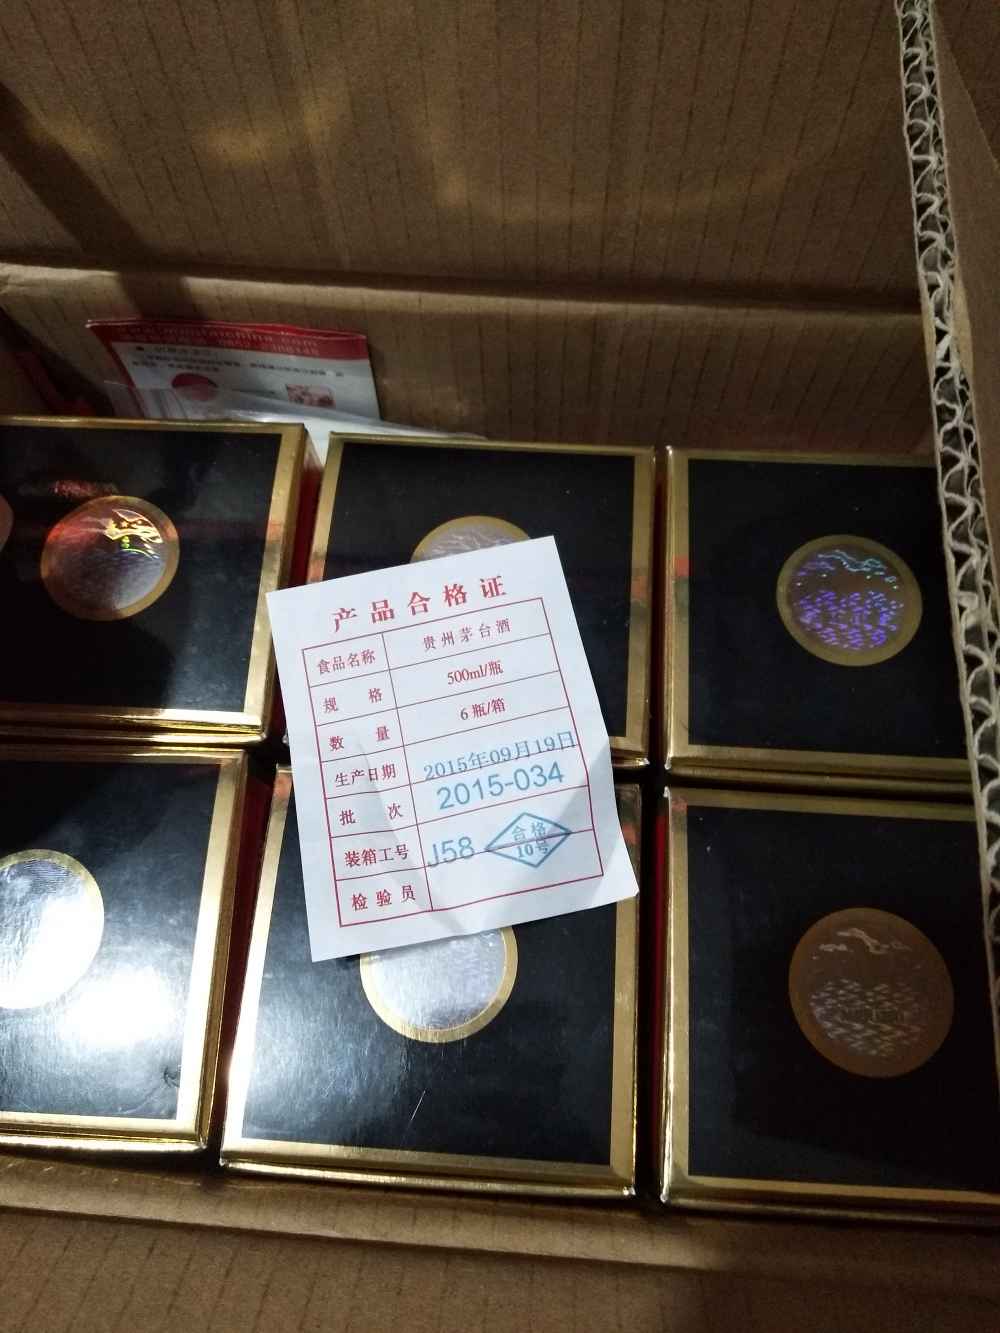 产品合格证
食品名称 贵州茅台酒
规 格 500ml/瓶
数 量 6瓶/箱
生产日期 2015年09月19日
批 次 2015-034
装箱工号 J58 合格
10号
检验员